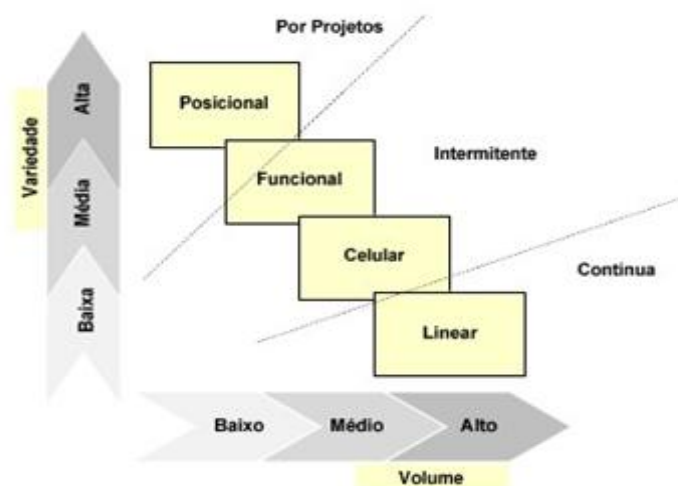 Por Projetos
Posicional
Alta
Variedade
Intermitente
Funcional
Média
Celular
Continua
Baixa
Linear
Baixo
Médio
Alto
Volume